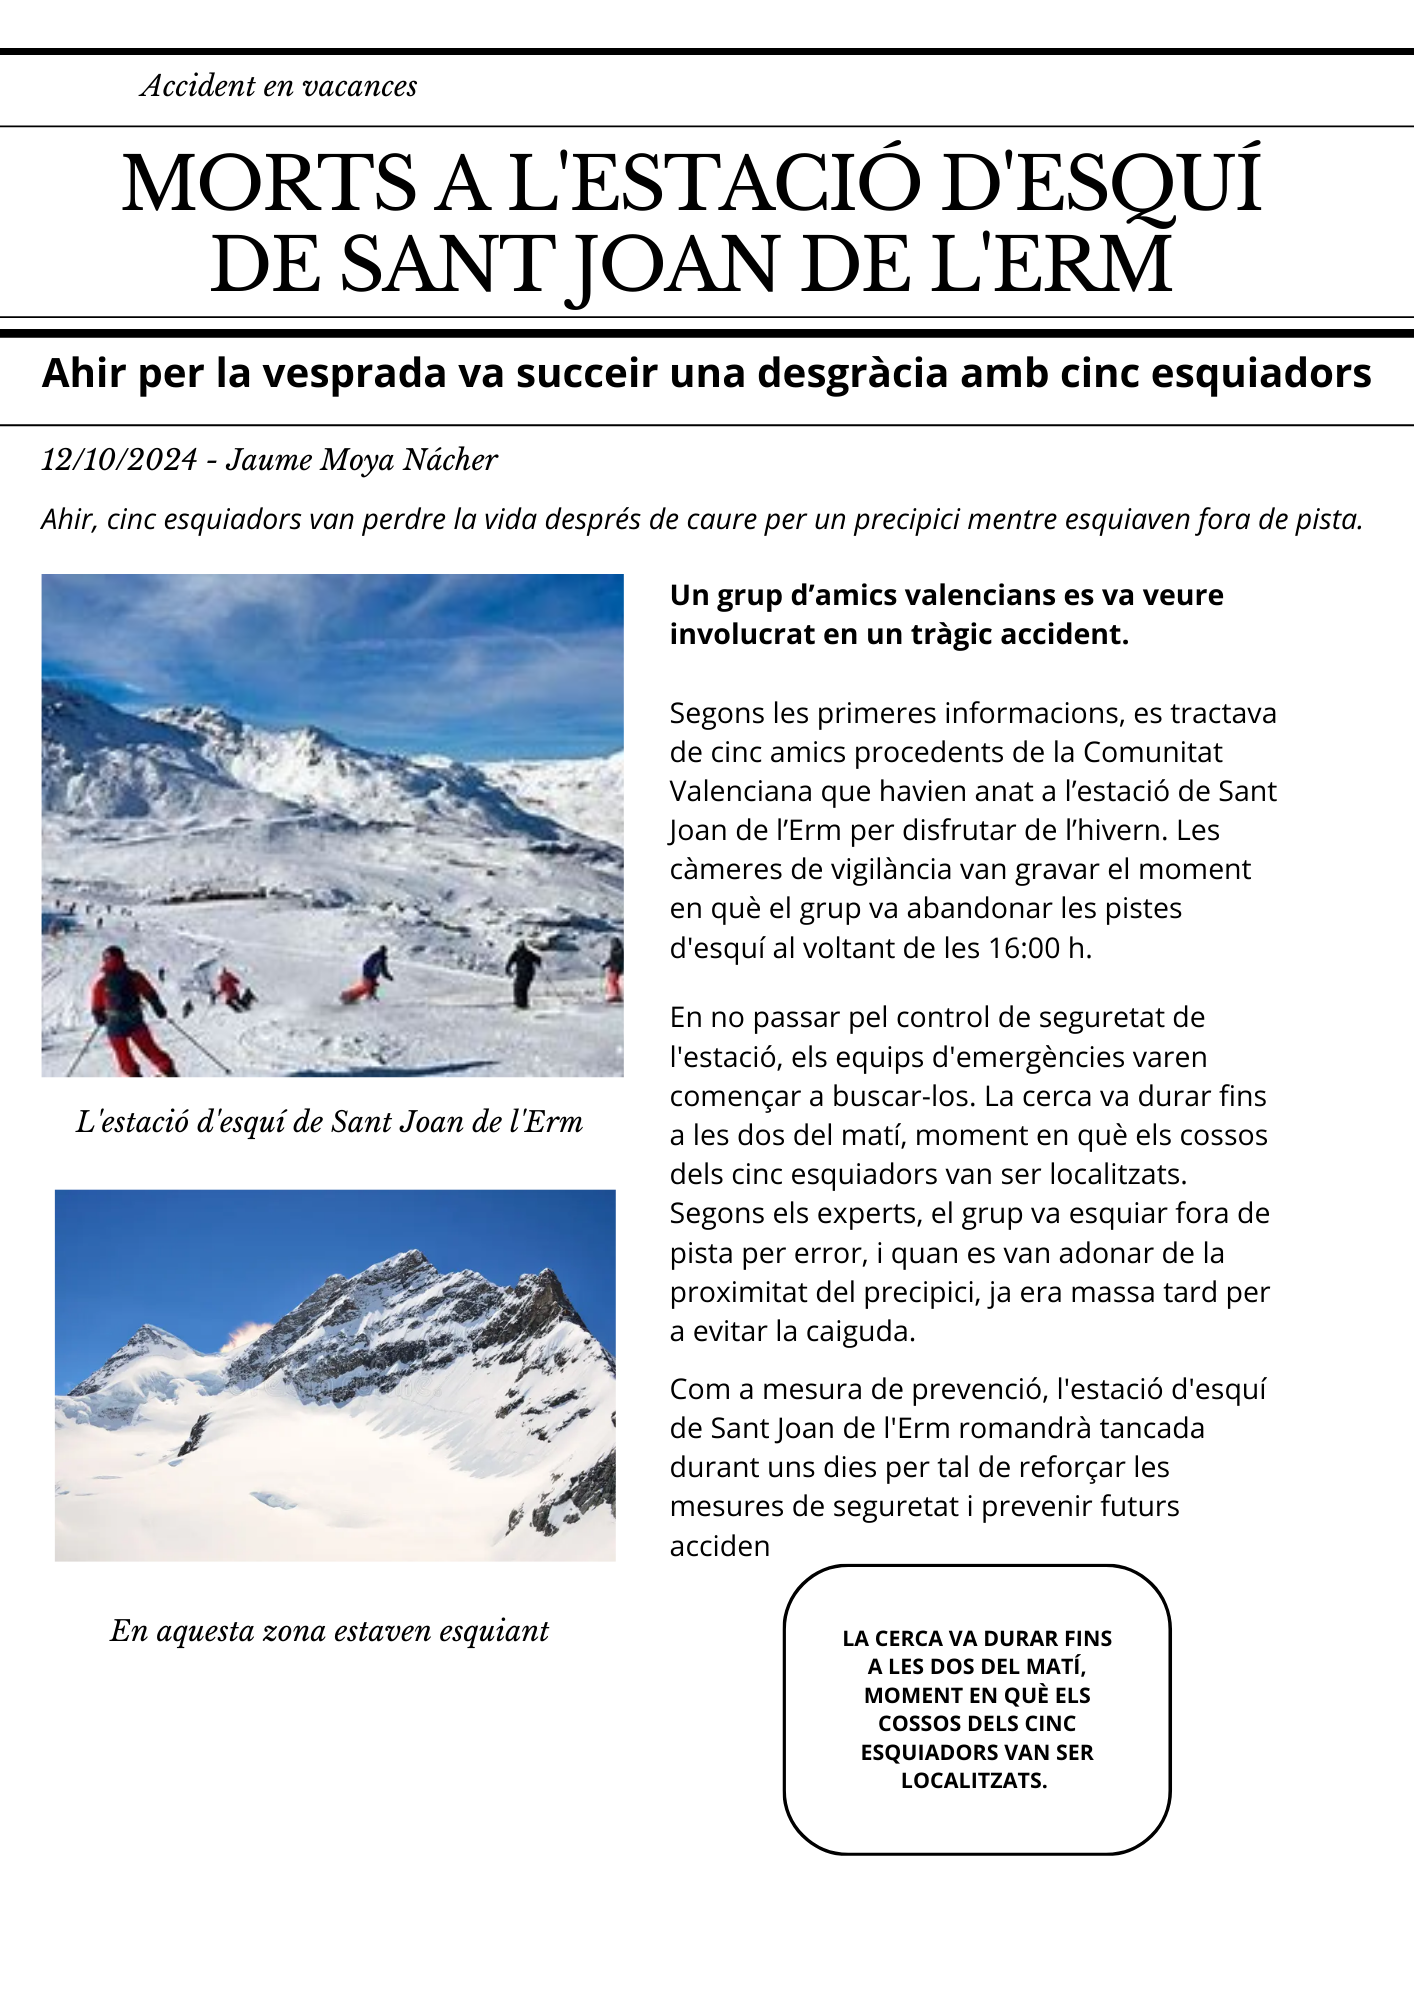 Accident en vacances
MORTS A L'ESTACIÓ D'ESQUÍ
DE SANT JOAN DE L'ERM
Ahir per la vesprada va succeir una desgràcia amb cinc esquiadors
12/10/2024 - Jaume Moya Nácher
Ahir, cinc esquiadors van perdre la vida després de caure per un precipici mentre esquiaven fora de pista.
L'estació d'esquí de Sant Joan de l'Erm
En aquesta zona estaven esquiant
Un grup d’amics valencians es va veure
involucrat en un tràgic accident.
Segons les primeres informacions, es tractava
de cinc amics procedents de la Comunitat
Valenciana que havien anat a l’estació de Sant
Joan de l’Erm per disfrutar de l’hivern. Les
càmeres de vigilància van gravar el moment
en què el grup va abandonar les pistes
d'esquí al voltant de les 16:00 h.
En no passar pel control de seguretat de
l'estació, els equips d'emergències varen
començar a buscar-los. La cerca va durar fins
a les dos del matí, moment en què els cossos
dels cinc esquiadors van ser localitzats.
Segons els experts, el grup va esquiar fora de
pista per error, i quan es van adonar de la
proximitat del precipici, ja era massa tard per
a evitar la caiguda.
Com a mesura de prevenció, l'estació d'esquí
de Sant Joan de l'Erm romandrà tancada
durant uns dies per tal de reforçar les
mesures de seguretat i prevenir futurs
acciden
LA CERCA VA DURAR FINS
A LES DOS DEL MATÍ,
MOMENT EN QUÈ ELS
COSSOS DELS CINC
ESQUIADORS VAN SER
LOCALITZATS.